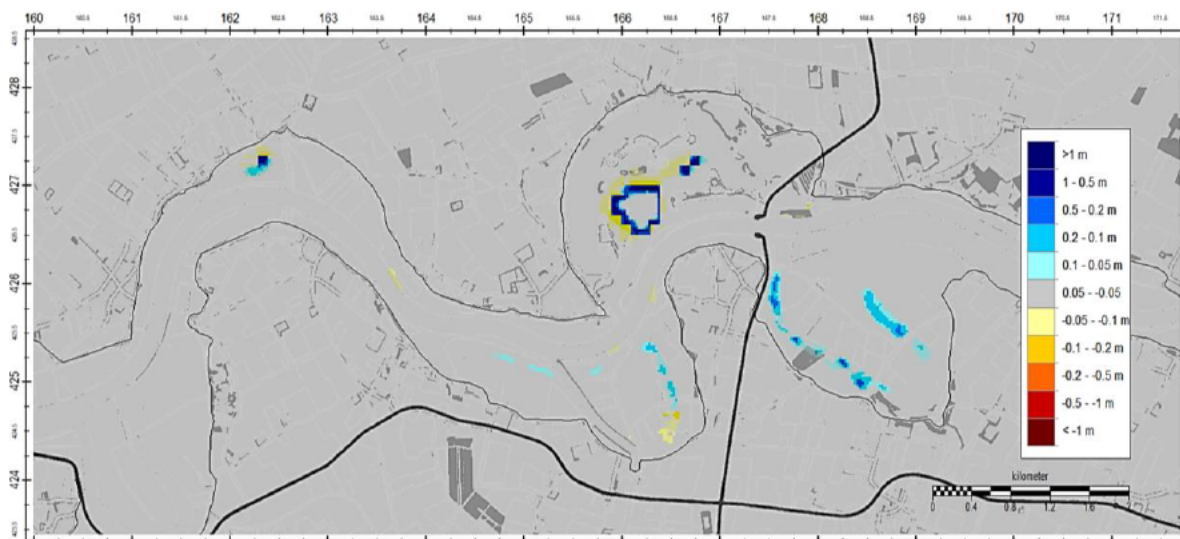 160 161 162 163 164 165 166 167 168 169 170 171
428
427
426
425
424
>1 m
1 - 0.5 m
0.5 - 0.2 m
0.2 - 0.1 m
0.1 - 0.05 m
0.05 - -0.05
-0.05 - -0.1 m
-0.1 - -0.2 m
-0.2 - -0.5 m
-0.5 - -1 m
< -1 m
kilometer
0 0.4 0.8 1.2 1.6 2